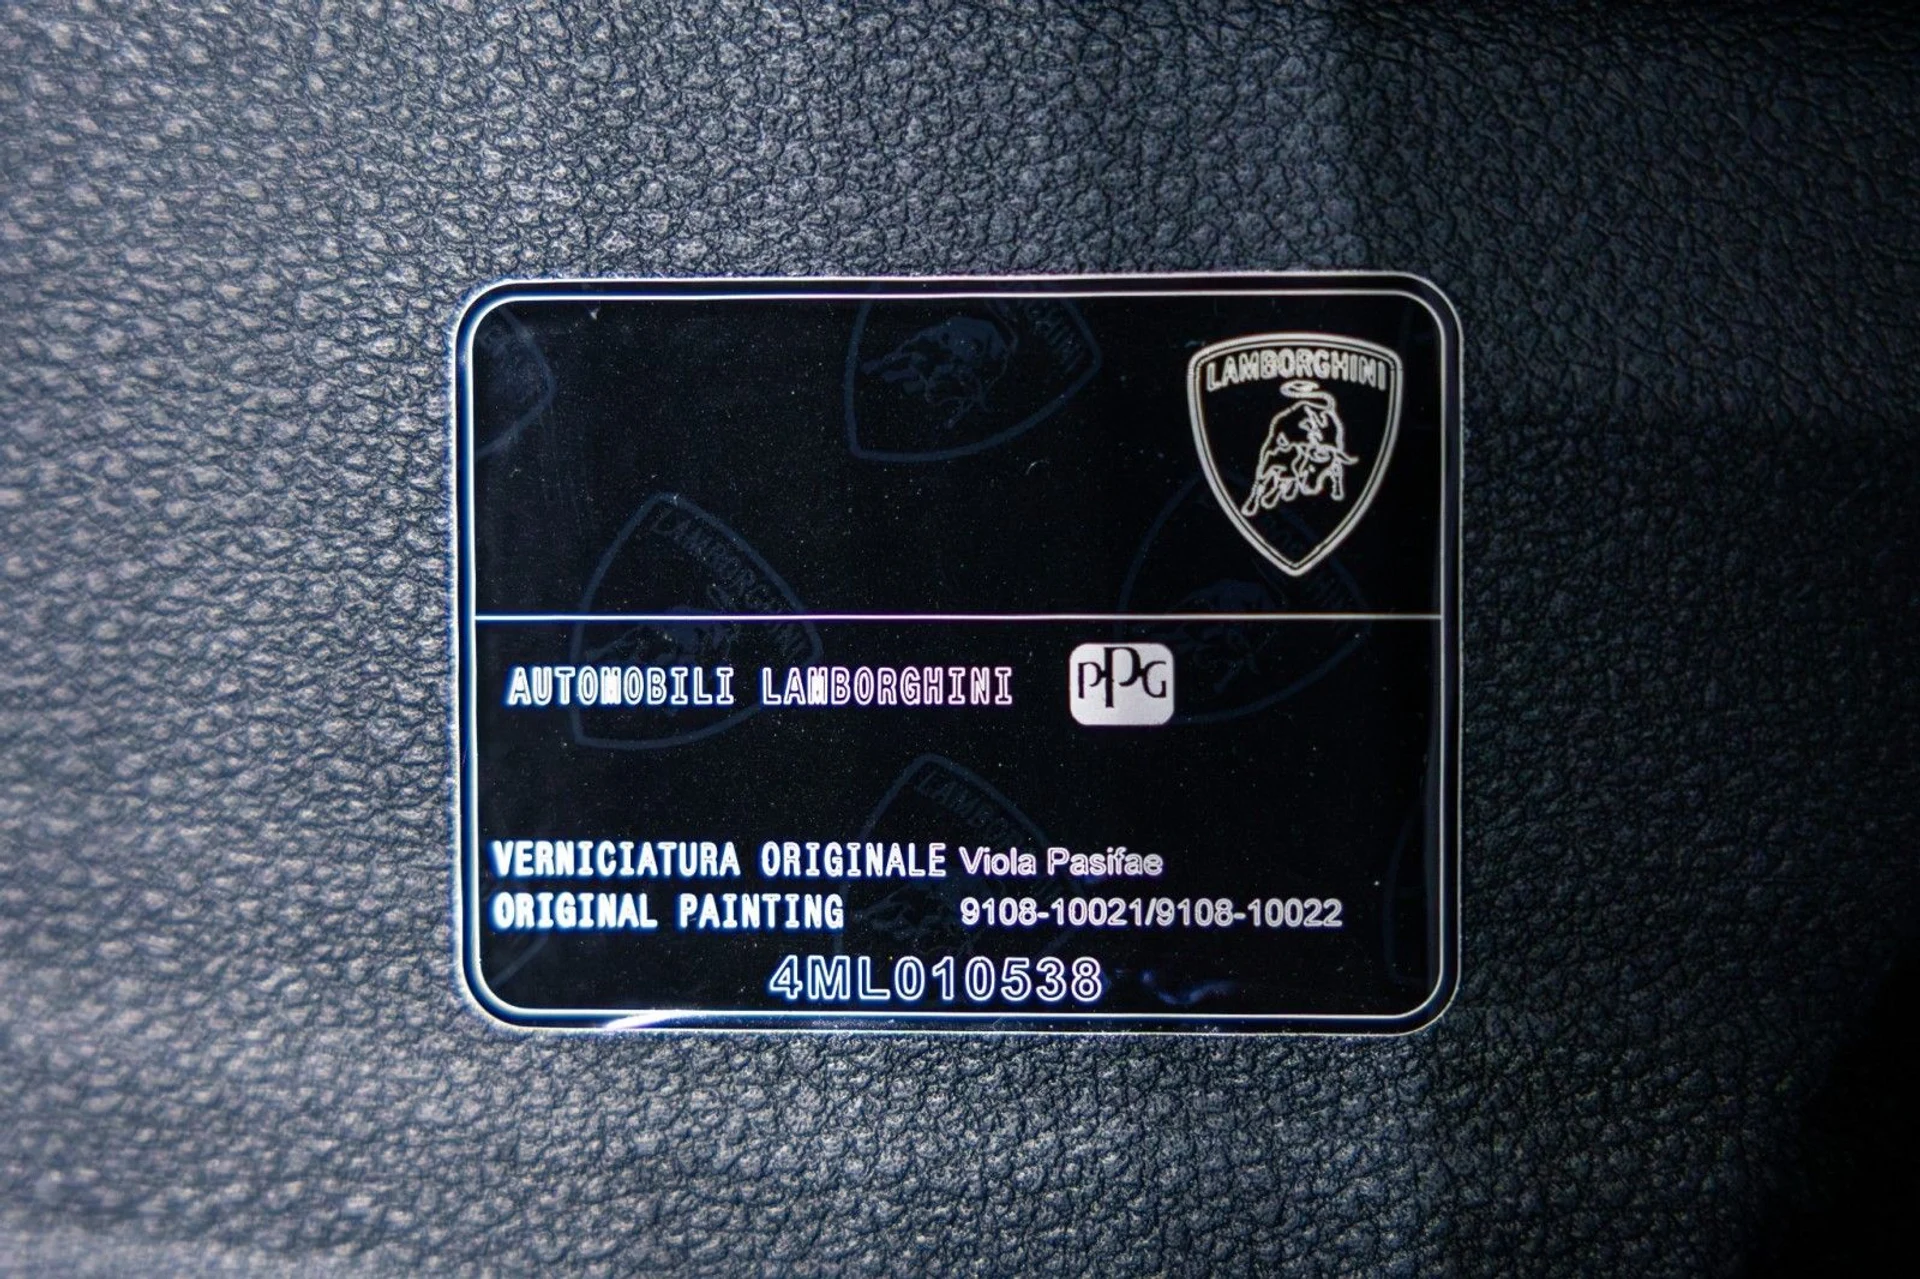 LAMBORGHINI
AUTOMOBILI LAMBORGHINI PPG
VERNICIATURA ORIGINALE Viola Pasifae
ORIGINAL PAINTING 9108-10021/9108-10022
4ML010538